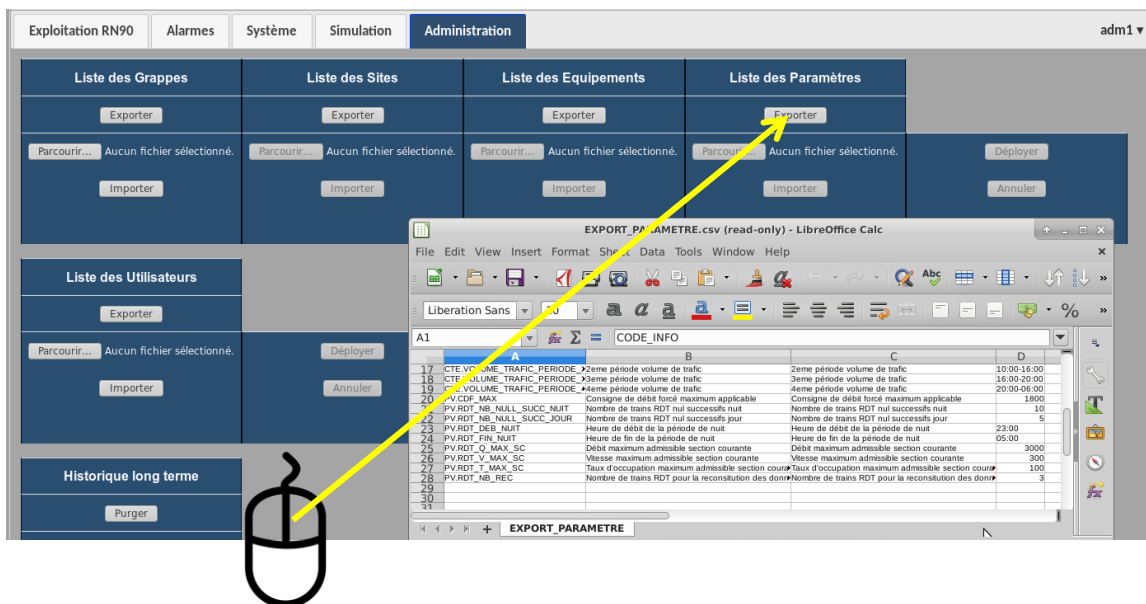 Exploitation RN90 Alarmes Système Simulation Administration adm1 ▾
Liste des Grappes Liste des Sites Liste des Equipements Liste des Paramètres
Exporter Exporter Exporter Exporter
Parcourir... Aucun fichier sélectionné. Parcourir... Aucun fichier sélectionné. Parcourir... Aucun fichier sélectionné. Parcourir... Aucun fichier sélectionné. Déployer
Importer Importer Importer Importer Annuler
EXPORT_PARAMETRE.csv (read-only) - LibreOffice Calc
File Edit View Insert Format Sheet Data Tools Window Help
Liste des Utilisateurs
Exporter
Parcourir... Aucun fichier sélectionné. Déployer
Importer Annuler
Historique long terme
Purger
Abc
Liberation Sans 10 a a a a %
A1 Σ = CODE_INFO
A B C D
17 CTE.VOLUME_TRAFIC_PERIODE_ 2eme période volume de trafic 2eme période volume de trafic 10:00-16:00
18 CTE.VOLUME_TRAFIC_PERIODE_ 3eme période volume de trafic 3eme période volume de trafic 16:00-20:00
19 CTE.VOLUME_TRAFIC_PERIODE_ 4eme période volume de trafic 4eme période volume de trafic 20:00-06:00
20 PV.CDF_MAX Consigne de débit forcé maximum applicable Consigne de débit forcé maximum applicable 1800
21 PV.RDT_NB_NULL_SUCC_NUIT Nombre de trains RDT nul successifs nuit Nombre de trains RDT nul successifs nuit 10
22 PV.RDT_NB_NULL_SUCC_JOUR Nombre de trains RDT nul successifs jour Nombre de trains RDT nul successifs jour 5
23 PV.RDT_DEB_NUIT Heure de débit de la période de nuit Heure de débit de la période de nuit 23:00
24 PV.RDT_FIN_NUIT Heure de fin de la période de nuit Heure de fin de la période de nuit 05:00
25 PV.RDT_Q_MAX_SC Débit maximum admissible section courante Débit maximum admissible section courante 3000
26 PV.RDT_V_MAX_SC Vitesse maximum admissible section courante Vitesse maximum admissible section courante 300
27 PV.RDT_T_MAX_SC Taux d'occupation maximum admissible section coura Taux d'occupation maximum admissible section coura 100
28 PV.RDT_NB_REC Nombre de trains RDT pour la reconsitution des donn Nombre de trains RDT pour la reconsitution des donn 3
29
30
31
EXPORT_PARAMETRE